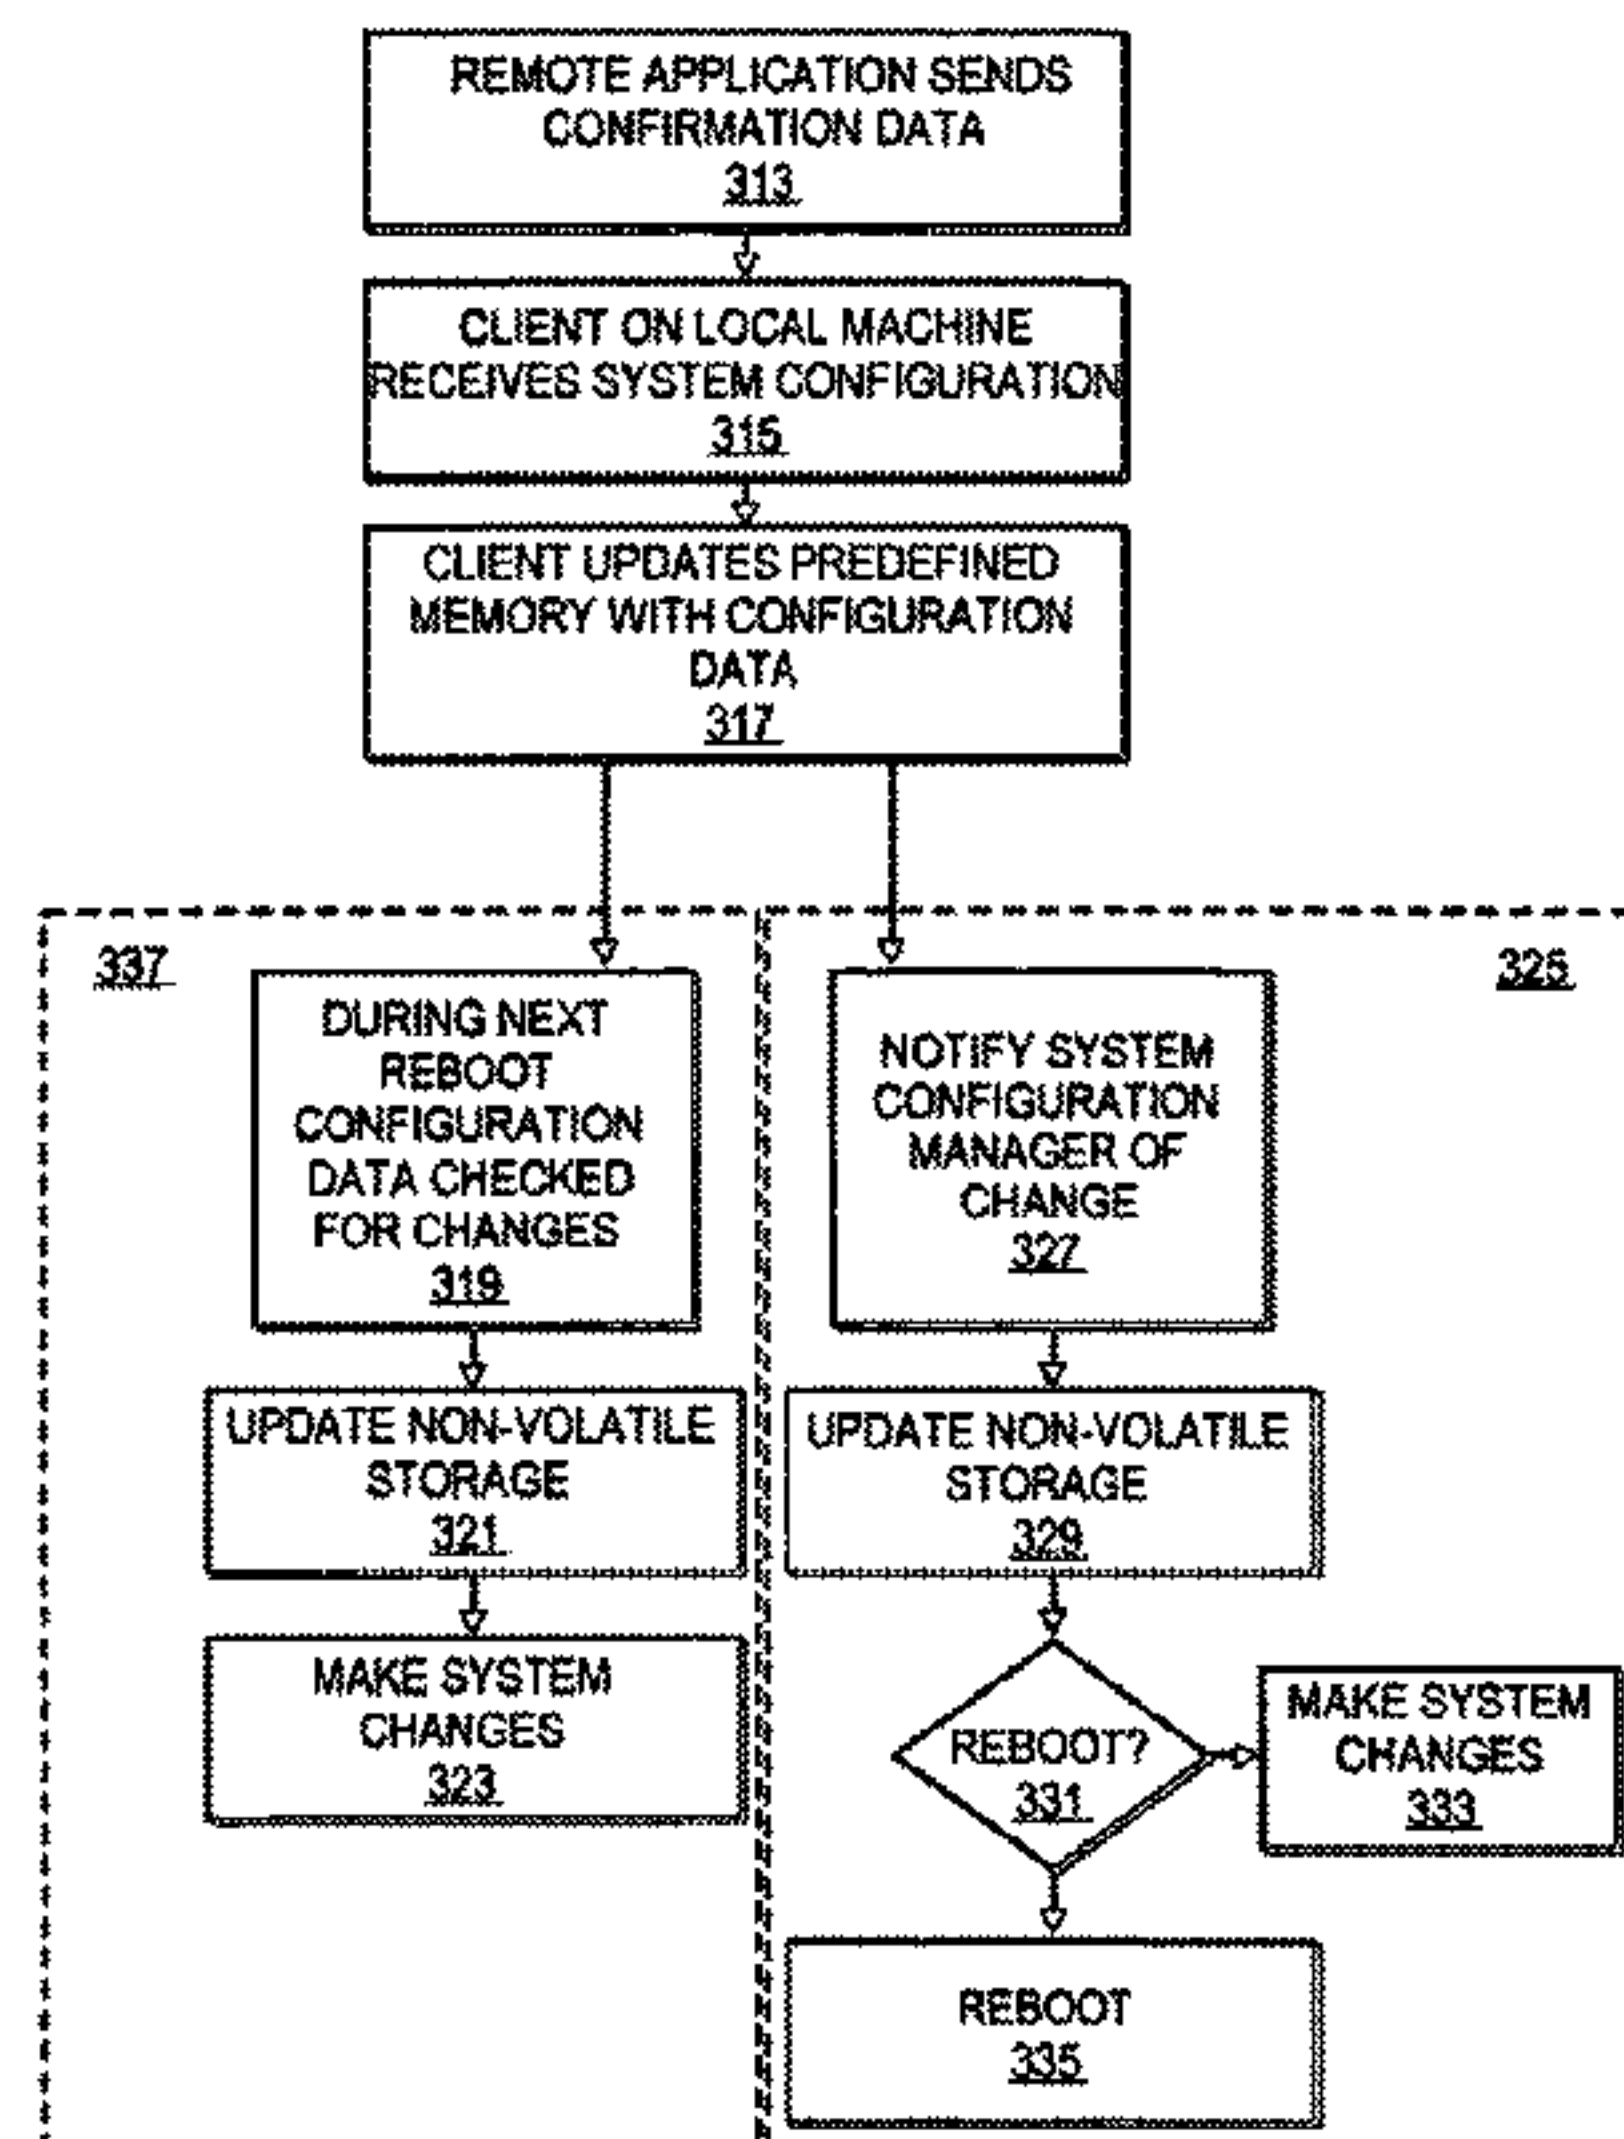 REMOTE APPLICATION SENDS
CONFIRMATION DATA
313
CLIENT ON LOCAL MACHINE
RECEIVES SYSTEM CONFIGURATION
315
CLIENT UPDATES PREDEFINED
MEMORY WITH CONFIGURATION
DATA
317
337
DURING NEXT
REBOOT
CONFIGURATION
DATA CHECKED
FOR CHANGES
319
UPDATE NON-VOLATILE
STORAGE
321
MAKE SYSTEM
CHANGES
323
325
NOTIFY SYSTEM
CONFIGURATION
MANAGER OF
CHANGE
327
UPDATE NON-VOLATILE
STORAGE
329
REBOOT?
331
MAKE SYSTEM
CHANGES
333
REBOOT
335